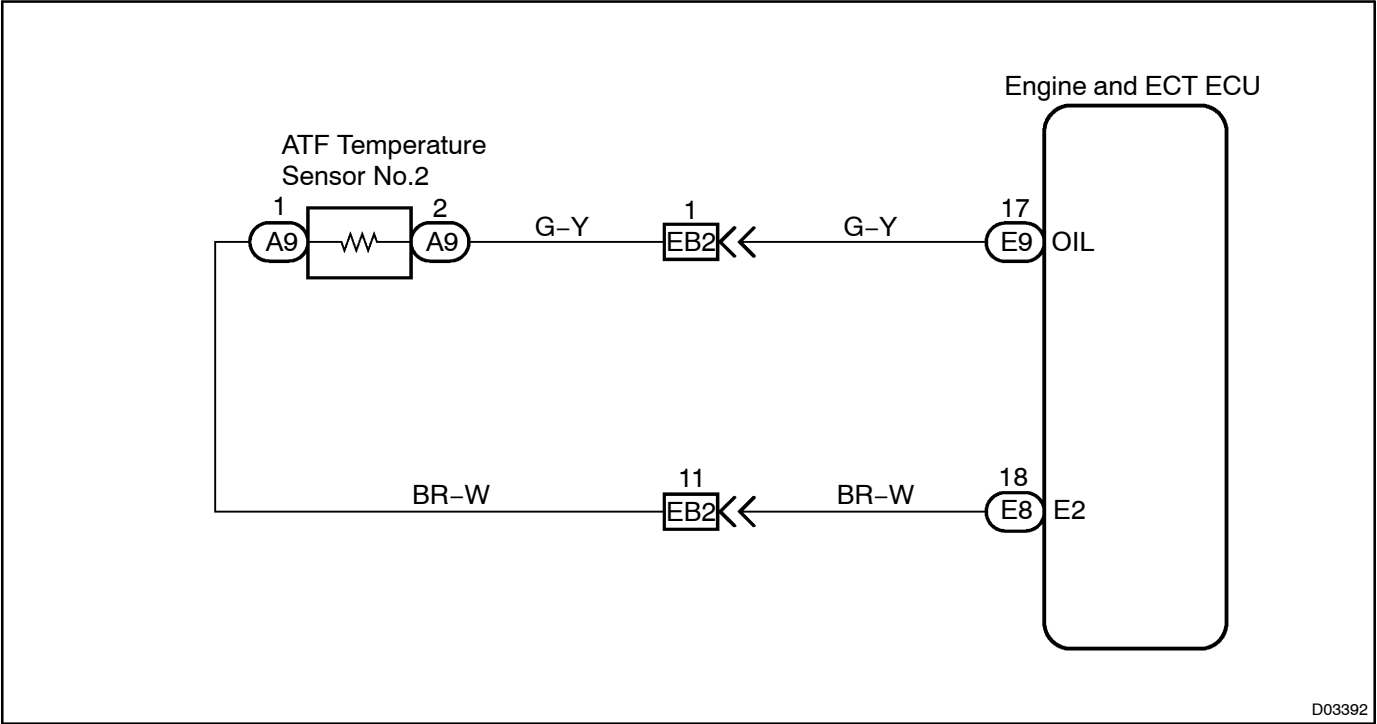 Engine and ECT ECU
ATF Temperature
Sensor No.2
1
2
1
17
A9
A9
G−Y
EB2
G−Y
E9
OIL
11
18
BR−W
EB2
BR−W
E8
E2
D03392